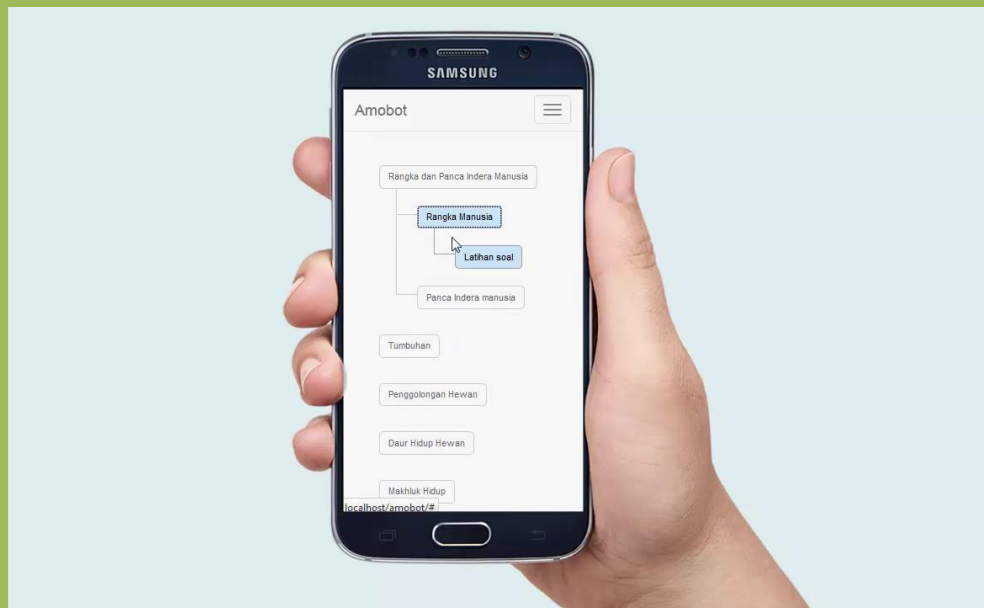 SAMSUNG
Amobot
Rangka dan Panca Indera Manusia
Rangka Manusia
Latihan soal
Panca Indera manusia
Tumbuhan
Penggolongan Hewan
Daur Hidup Hewan
Makhluk Hidup
localhost/amobot/#